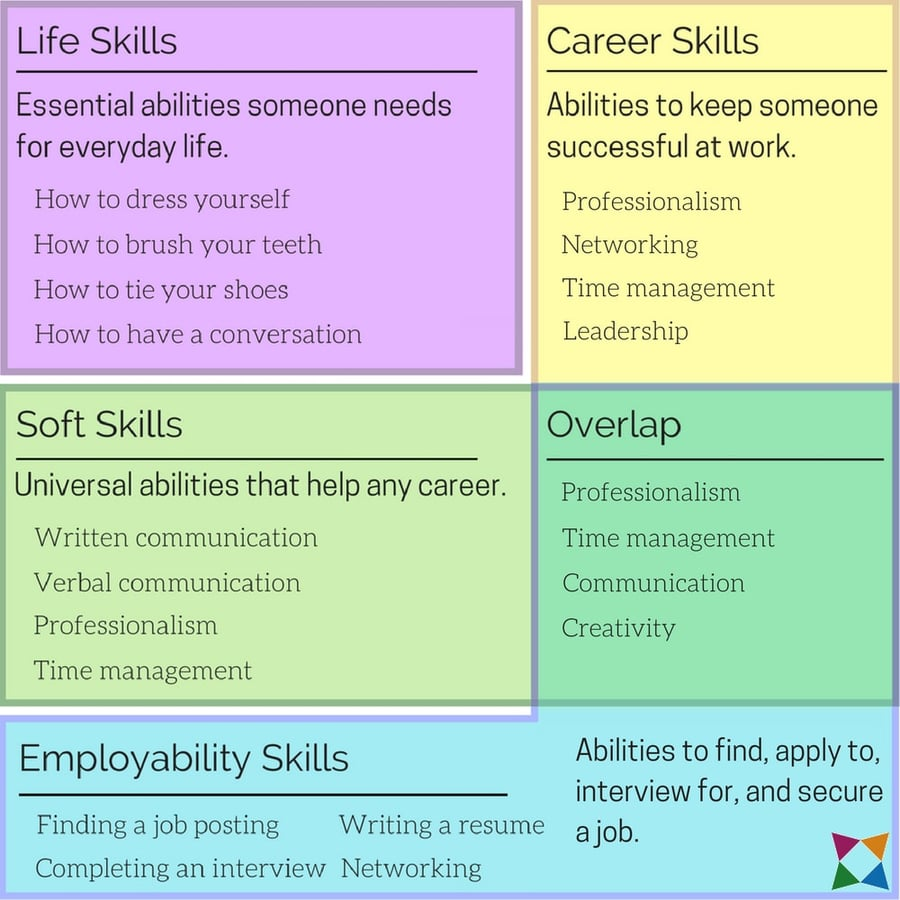 Life Skills
Essential abilities someone needs
for everyday life.
How to dress yourself
How to brush your teeth
How to tie your shoes
How to have a conversation
Career Skills
Abilities to keep someone
successful at work.
Professionalism
Networking
Time management
Leadership
Soft Skills
Universal abilities that help any career.
Written communication
Verbal communication
Professionalism
Time management
Overlap
Professionalism
Time management
Communication
Creativity
Employability Skills
Finding a job posting
Writing a resume
Completing an interview
Networking
Abilities to find, apply to,
interview for, and secure
a job.